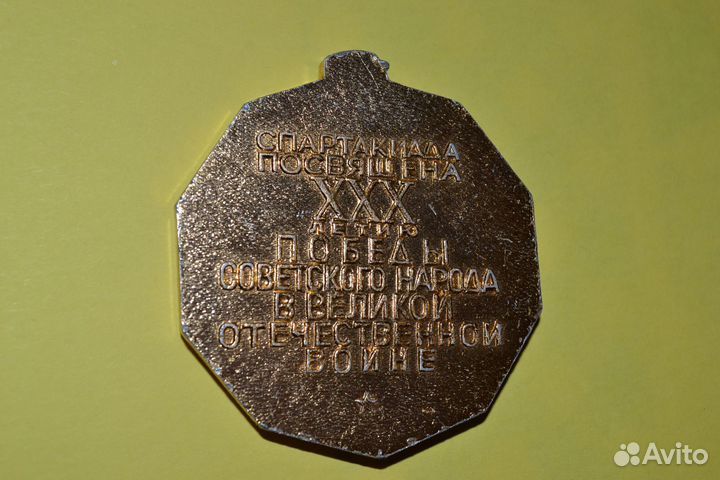 СПАРТАКИАДА
ПОСВЯЩЕНА
XXX
ЛЕТИЮ
ПОБЕДЫ
СОВЕТСКОГО НАРОДА
В ВЕЛИКОЙ
ОТЕЧЕСТВЕННОЙ
ВОЙНЕ
Avito